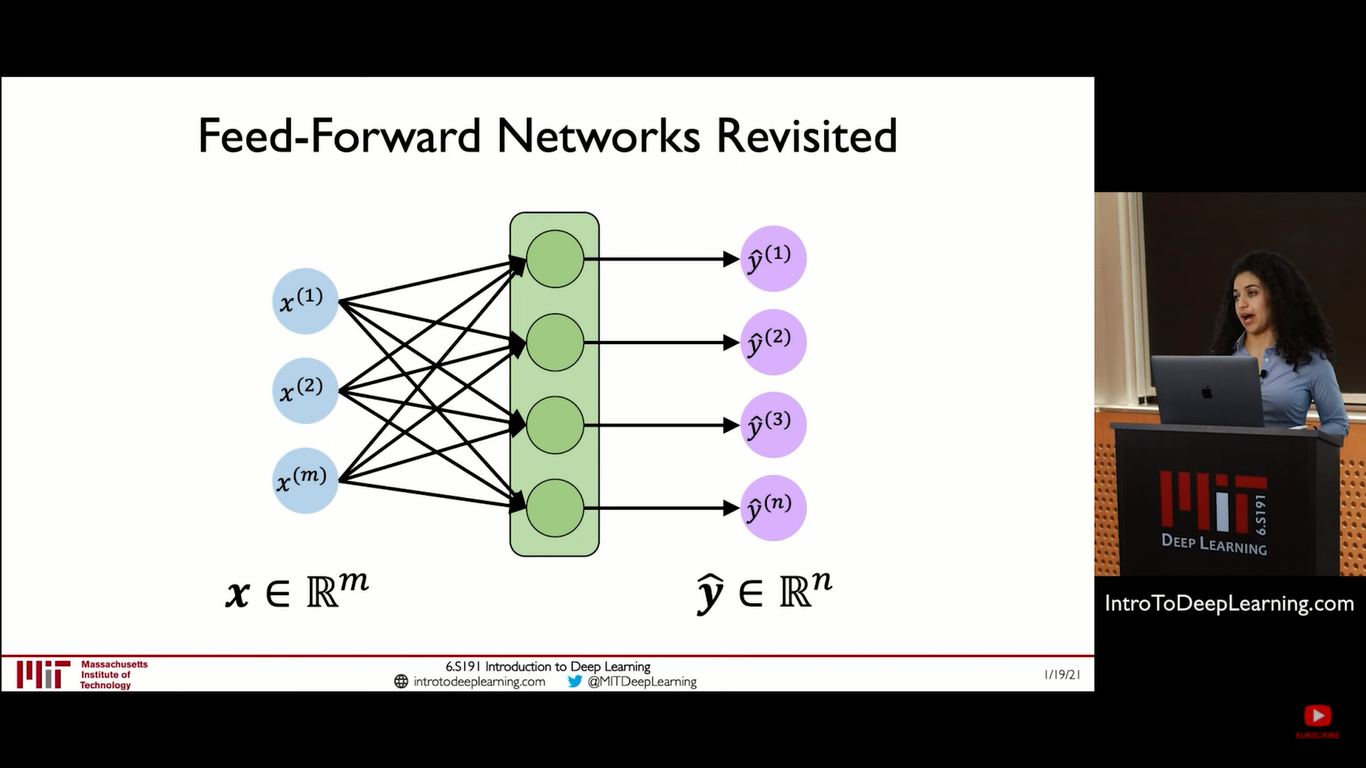 Feed-Forward Networks Revisited
x^(1)
x^(2)
x^(m)
ŷ^(1)
ŷ^(2)
ŷ^(3)
ŷ^(n)
x ∈ ℝ^m
ŷ ∈ ℝ^n
Massachusetts
Institute of
Technology
6.S191 Introduction to Deep Learning
introtodeeplearning.com @MITDeepLearning
1/19/21
MIT
6.S191
DEEP LEARNING
IntroToDeepLearning.com
SUBSCRIBE